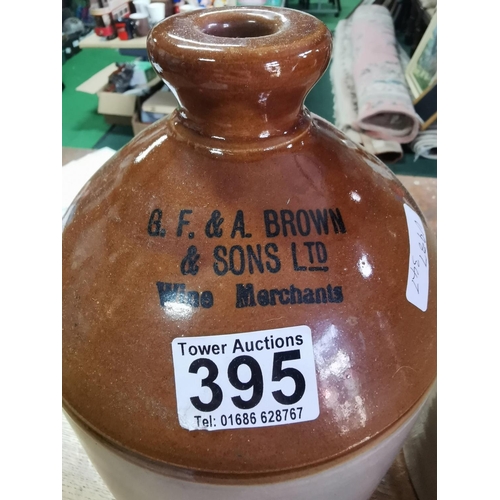 G. F. & A. BROWN
& SONS LTD
Wine Merchants
Tower Auctions
395
Tel; 01686 628767